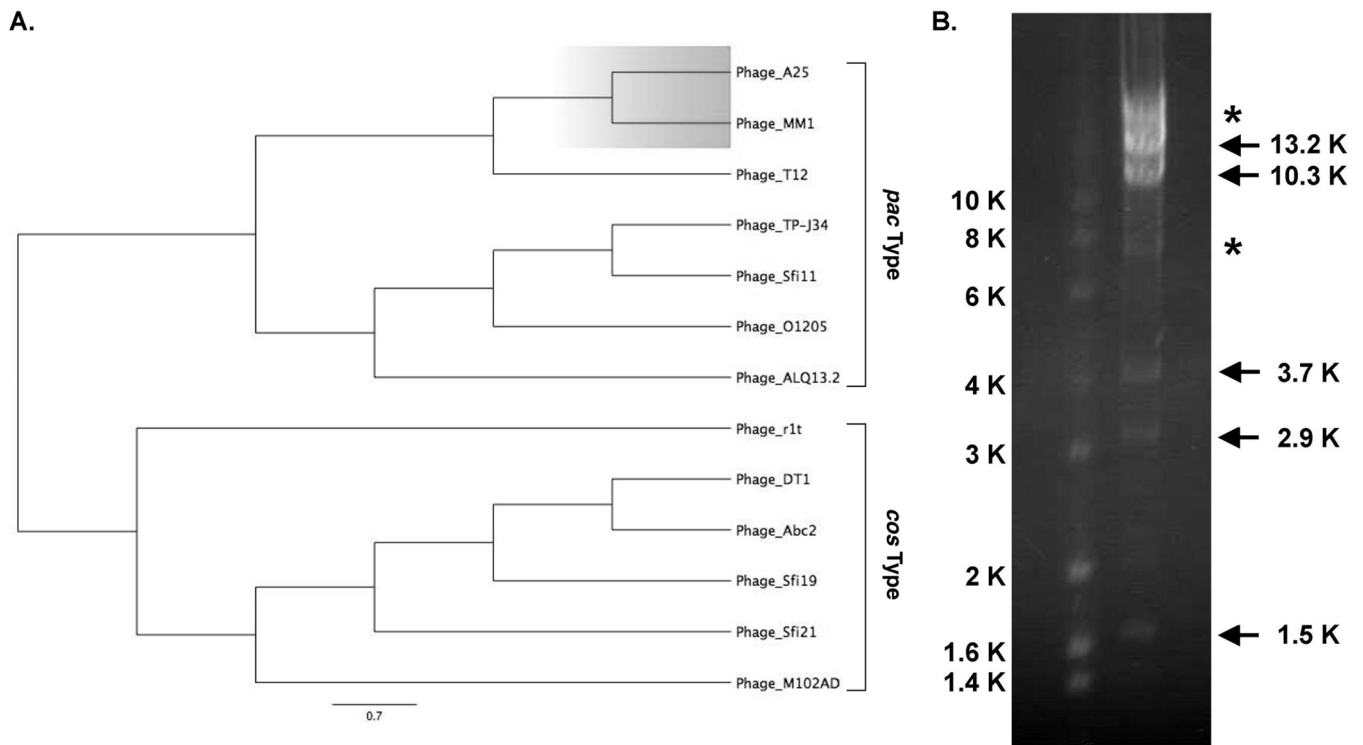 A.
Phage_A25
Phage_MM1
Phage_T12
Phage_TP-J34
Phage_Sfi11
Phage_O1205
Phage_ALQ13.2
pac Type
Phage_r1t
Phage_DT1
Phage_Abc2
Phage_Sfi19
Phage_Sfi21
Phage_M102AD
cos Type
0.7
B.
10 K
8 K
6 K
4 K
3 K
2 K
1.6 K
1.4 K
*
13.2 K
10.3 K
*
3.7 K
2.9 K
1.5 K